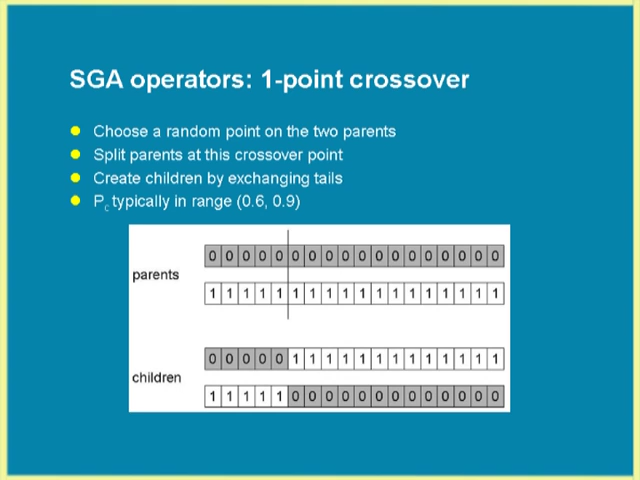 SGA operators: 1-point crossover
Choose a random point on the two parents
Split parents at this crossover point
Create children by exchanging tails
Pc typically in range (0.6, 0.9)
0 0 0 0 0 0 0 0 0 0 0 0 0 0 0 0 0 0
parents
1 1 1 1 1 1 1 1 1 1 1 1 1 1 1 1 1 1
0 0 0 0 0 1 1 1 1 1 1 1 1 1 1 1 1 1
children
1 1 1 1 1 0 0 0 0 0 0 0 0 0 0 0 0 0